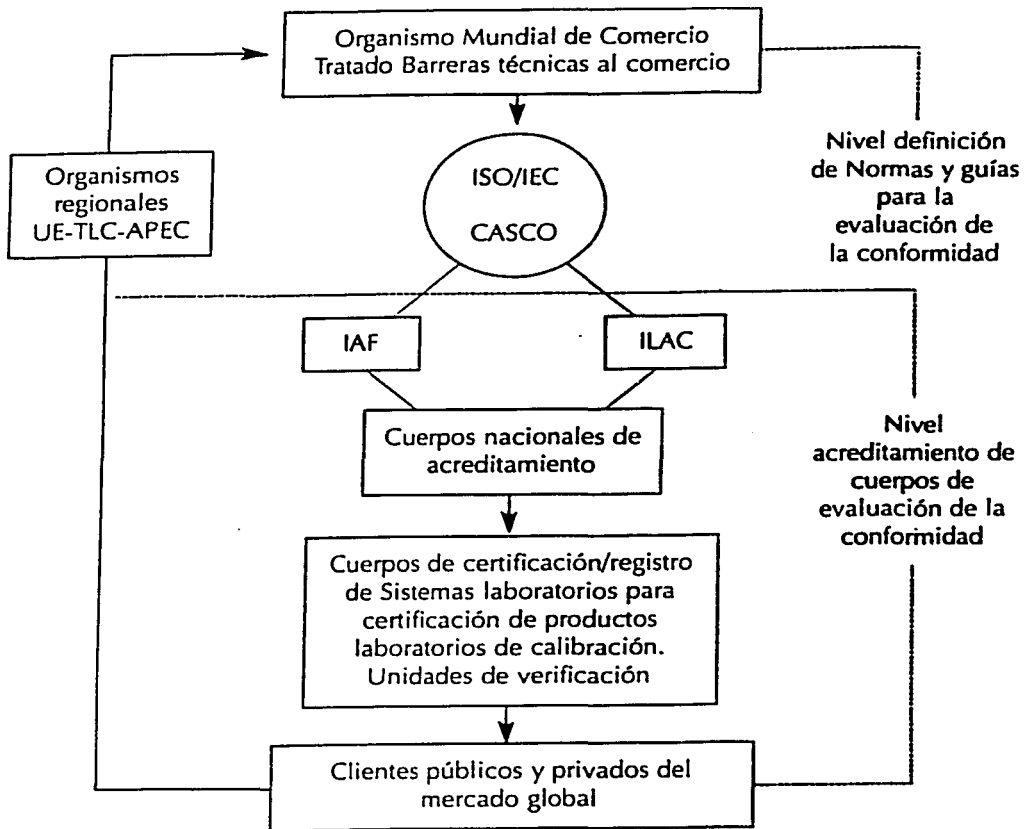 Organismo Mundial de Comercio
Tratado Barreras técnicas al comercio
Organismos
regionales
UE-TLC-APEC
ISO/IEC
CASCO
Nivel definición
de Normas y guías
para la
evaluación de
la conformidad
IAF
ILAC
Cuerpos nacionales de
acreditamiento
Nivel
acreditamiento de
cuerpos de
evaluación de la
conformidad
Cuerpos de certificación/registro
de Sistemas laboratorios para
certificación de productos
laboratorios de calibración.
Unidades de verificación
Clientes públicos y privados del
mercado global